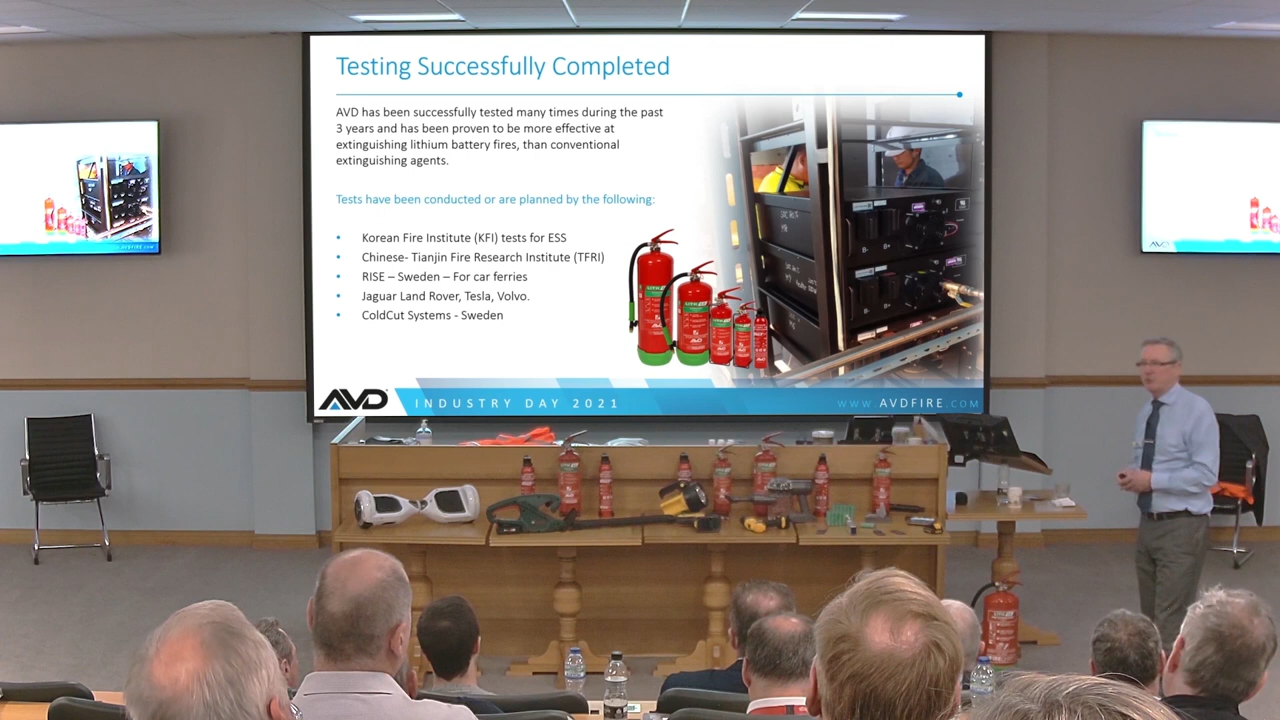 Testing Successfully Completed
AVD has been successfully tested many times during the past
3 years and has been proven to be more effective at
extinguishing lithium battery fires, than conventional
extinguishing agents.
Tests have been conducted or are planned by the following:
• Korean Fire Institute (KFI) tests for ESS
• Chinese- Tianjin Fire Research Institute (TFRI)
• RISE – Sweden – For car ferries
• Jaguar Land Rover, Tesla, Volvo.
• ColdCut Systems - Sweden
AVD
AVD INDUSTRY DAY 2021 WWW.AVDFIRE.COM